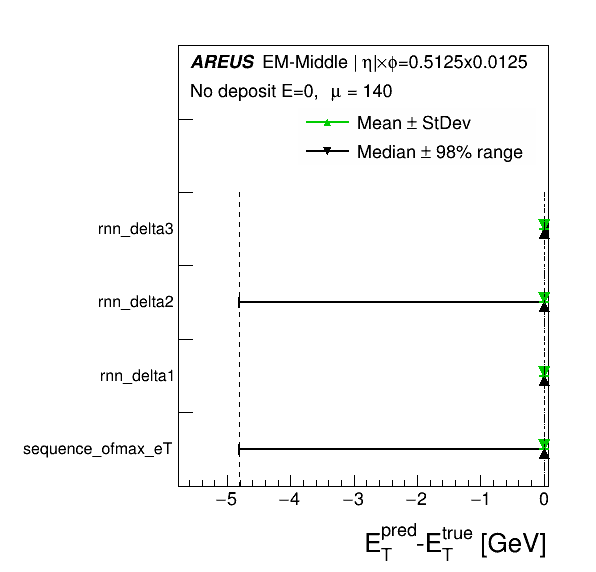 AREUS EM-Middle | η|×ϕ=0.5125x0.0125
No deposit E=0, μ = 140
Mean ± StDev
Median ± 98% range
rnn_delta3
rnn_delta2
rnn_delta1
sequence_ofmax_eT
−5 −4 −3 −2 −1 0
E_T^pred-E_T^true [GeV]